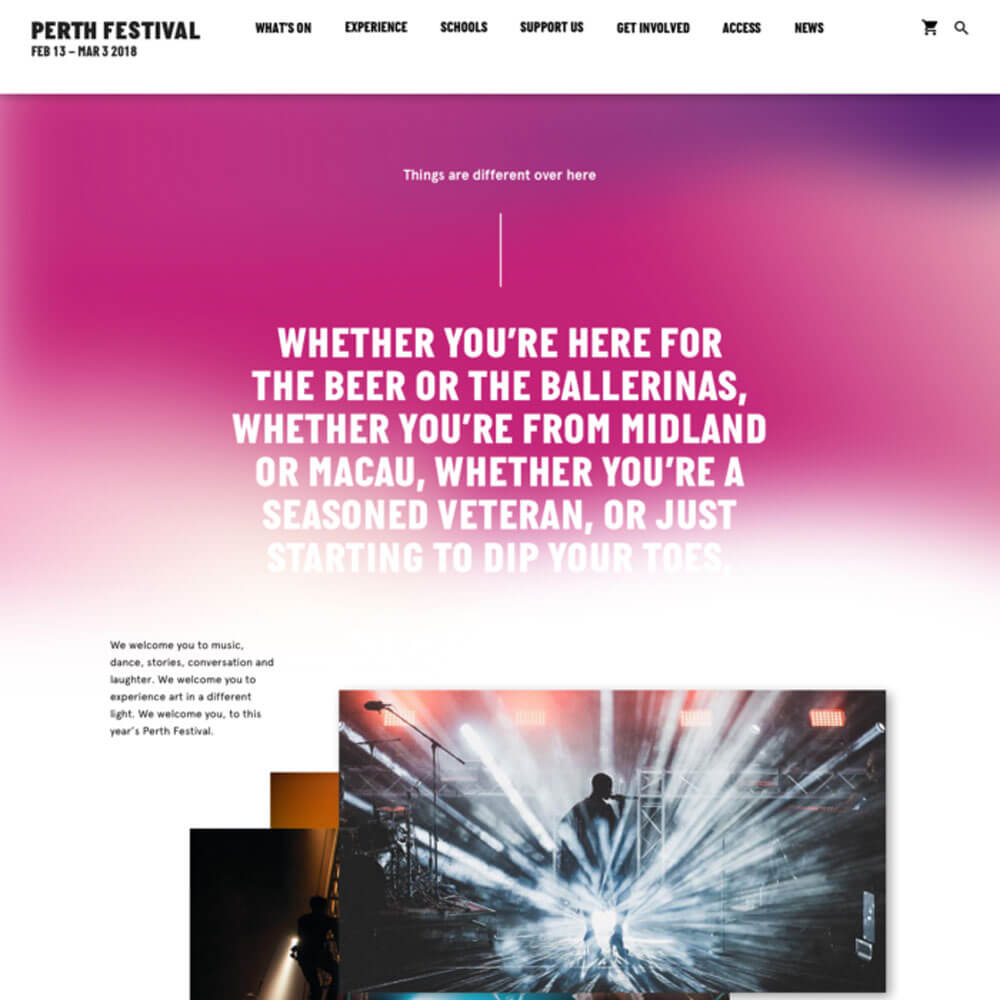 PERTH FESTIVAL
FEB 13 – MAR 3 2018
WHAT'S ON EXPERIENCE SCHOOLS SUPPORT US GET INVOLVED ACCESS NEWS
Things are different over here
WHETHER YOU’RE HERE FOR
THE BEER OR THE BALLERINAS,
WHETHER YOU’RE FROM MIDLAND
OR MACAU, WHETHER YOU’RE A
SEASONED VETERAN, OR JUST
STARTING TO DIP YOUR TOES,
We welcome you to music,
dance, stories, conversation and
laughter. We welcome you to
experience art in a different
light. We welcome you, to this
year’s Perth Festival.